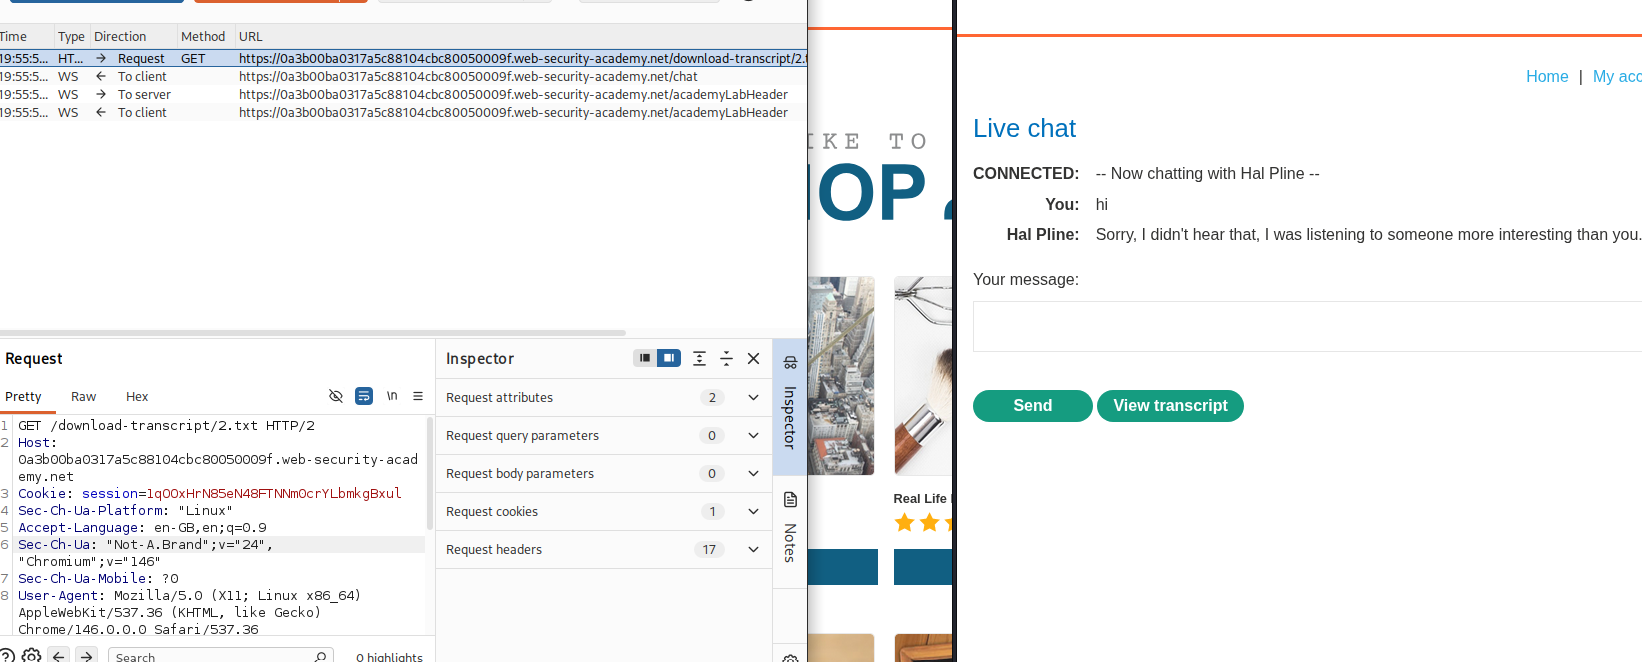 Time Type Direction Method URL
19:55:5... HT... → Request GET https://0a3b00ba0317a5c88104cbc80050009f.web-security-academy.net/download-transcript/2.t
19:55:5... WS ← To client https://0a3b00ba0317a5c88104cbc80050009f.web-security-academy.net/chat
19:55:5... WS → To server https://0a3b00ba0317a5c88104cbc80050009f.web-security-academy.net/academyLabHeader
19:55:5... WS ← To client https://0a3b00ba0317a5c88104cbc80050009f.web-security-academy.net/academyLabHeader
Request
Pretty Raw Hex
\n
1 GET /download-transcript/2.txt HTTP/2
2 Host:
0a3b00ba0317a5c88104cbc80050009f.web-security-acad
emy.net
3 Cookie: session=1qOOxHrN85eN48FTNNm0crYLbmkgBxul
4 Sec-Ch-Ua-Platform: "Linux"
5 Accept-Language: en-GB,en;q=0.9
6 Sec-Ch-Ua: "Not-A.Brand";v="24",
"Chromium";v="146"
7 Sec-Ch-Ua-Mobile: ?0
8 User-Agent: Mozilla/5.0 (X11; Linux x86_64)
AppleWebKit/537.36 (KHTML, like Gecko)
Chrome/146.0.0.0 Safari/537.36
Search
0 highlights
Inspector
Request attributes 2
Request query parameters 0
Request body parameters 0
Request cookies 1
Request headers 17
Inspector
Notes
IKE TO
HOP
Real Life
Home | My acc
Live chat
CONNECTED: -- Now chatting with Hal Pline --
You: hi
Hal Pline: Sorry, I didn't hear that, I was listening to someone more interesting than you.
Your message:
Send View transcript